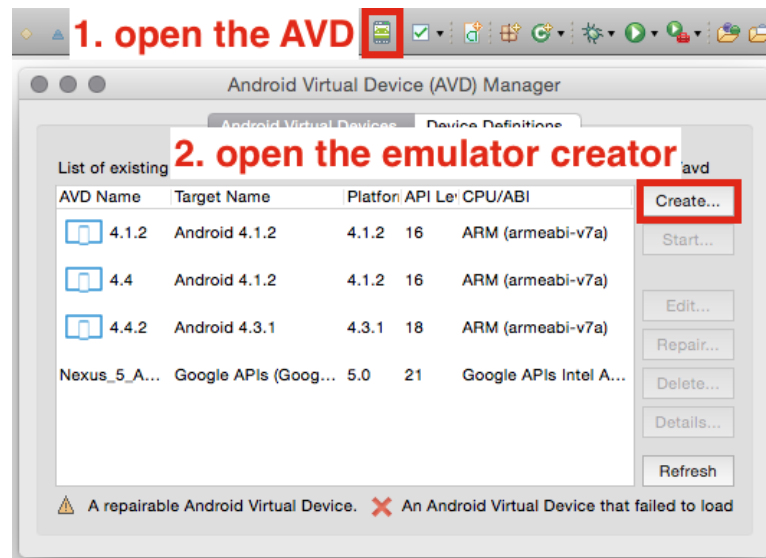 1. open the AVD
Android Virtual Device (AVD) Manager
Device Definitions
2. open the emulator creator
List of existing
avd
AVD Name Target Name Platforn API Le CPU/ABI
Create...
4.1.2 Android 4.1.2 4.1.2 16 ARM (armeabi-v7a)
Start...
4.4 Android 4.1.2 4.1.2 16 ARM (armeabi-v7a)
Edit...
4.4.2 Android 4.3.1 4.3.1 18 ARM (armeabi-v7a)
Repair...
Nexus_5_A... Google APIs (Goog... 5.0 21 Google APIs Intel A...
Delete...
Details...
Refresh
A repairable Android Virtual Device. An Android Virtual Device that failed to load